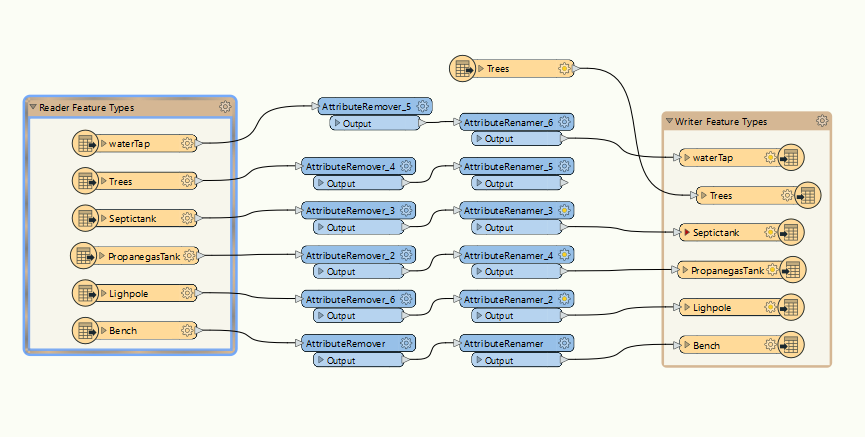 Trees
Reader Feature Types
waterTap
Trees
Septictank
PropanegasTank
Lighpole
Bench
AttributeRemover_5
Output
AttributeRemover_4
Output
AttributeRemover_3
Output
AttributeRemover_2
Output
AttributeRemover_6
Output
AttributeRemover
Output
AttributeRenamer_6
Output
AttributeRenamer_5
Output
AttributeRenamer_3
Output
AttributeRenamer_4
Output
AttributeRenamer_2
Output
AttributeRenamer
Output
Writer Feature Types
waterTap
Trees
Septictank
PropanegasTank
Lighpole
Bench